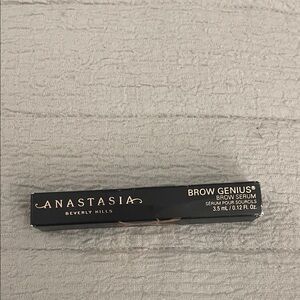 ANASTASIA
BEVERLY HILLS
BROW GENIUS®
BROW SERUM
SÉRUM POUR SOURCILS
3.5 mL / 0.12 Fl. Oz.